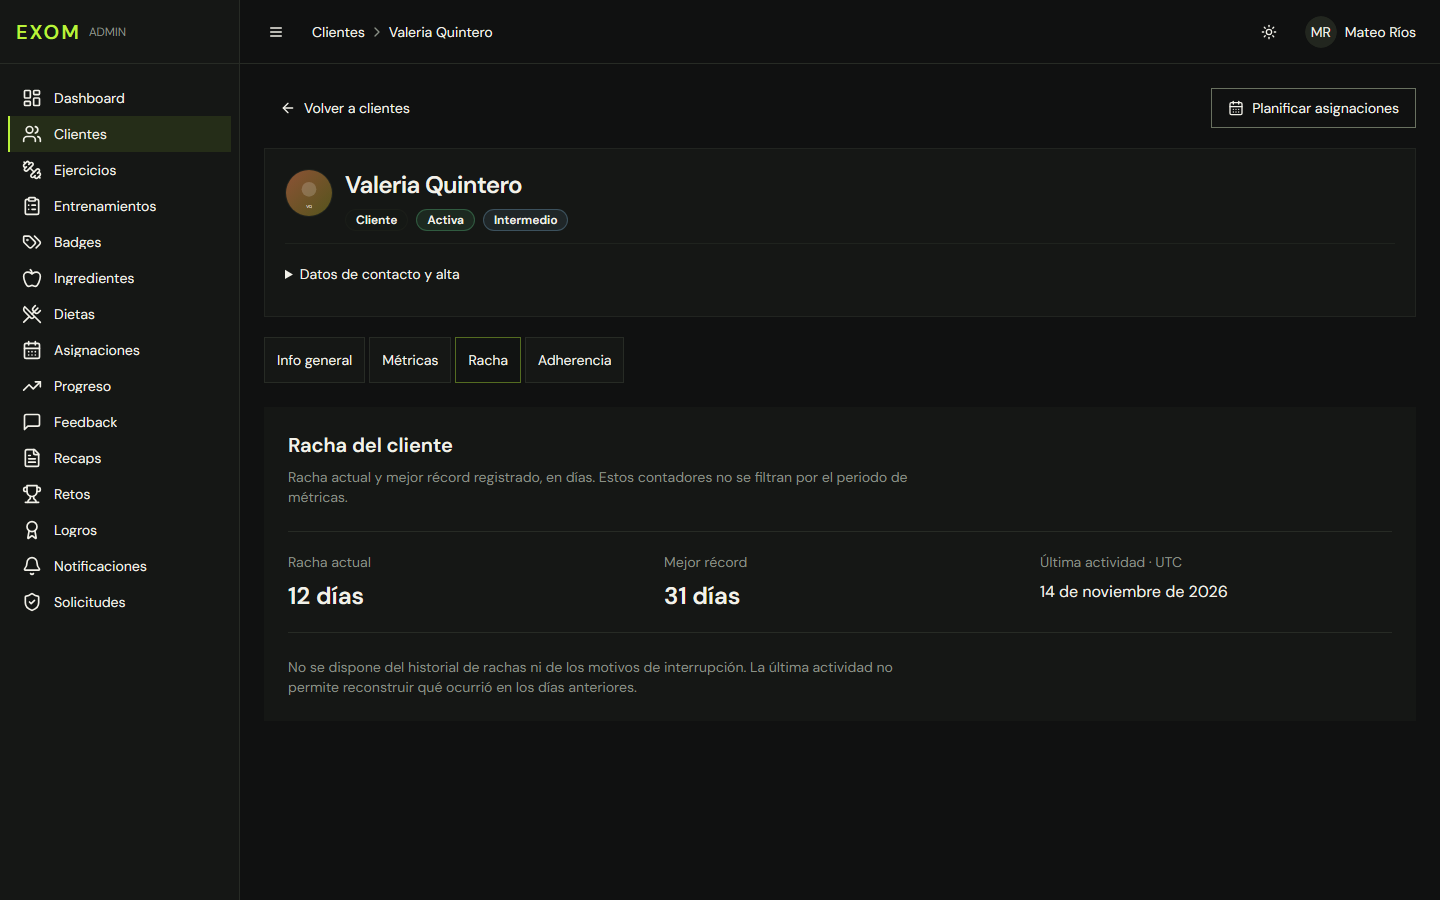 EXOM ADMIN
Clientes > Valeria Quintero
MR Mateo Ríos
Dashboard
Clientes
Ejercicios
Entrenamientos
Badges
Ingredientes
Dietas
Asignaciones
Progreso
Feedback
Recaps
Retos
Logros
Notificaciones
Solicitudes
Volver a clientes
Planificar asignaciones
Valeria Quintero
Cliente Activa Intermedio
Datos de contacto y alta
Info general Métricas Racha Adherencia
Racha del cliente
Racha actual y mejor récord registrado, en días. Estos contadores no se filtran por el periodo de
métricas.
Racha actual
12 días
Mejor récord
31 días
Última actividad · UTC
14 de noviembre de 2026
No se dispone del historial de rachas ni de los motivos de interrupción. La última actividad no
permite reconstruir qué ocurrió en los días anteriores.